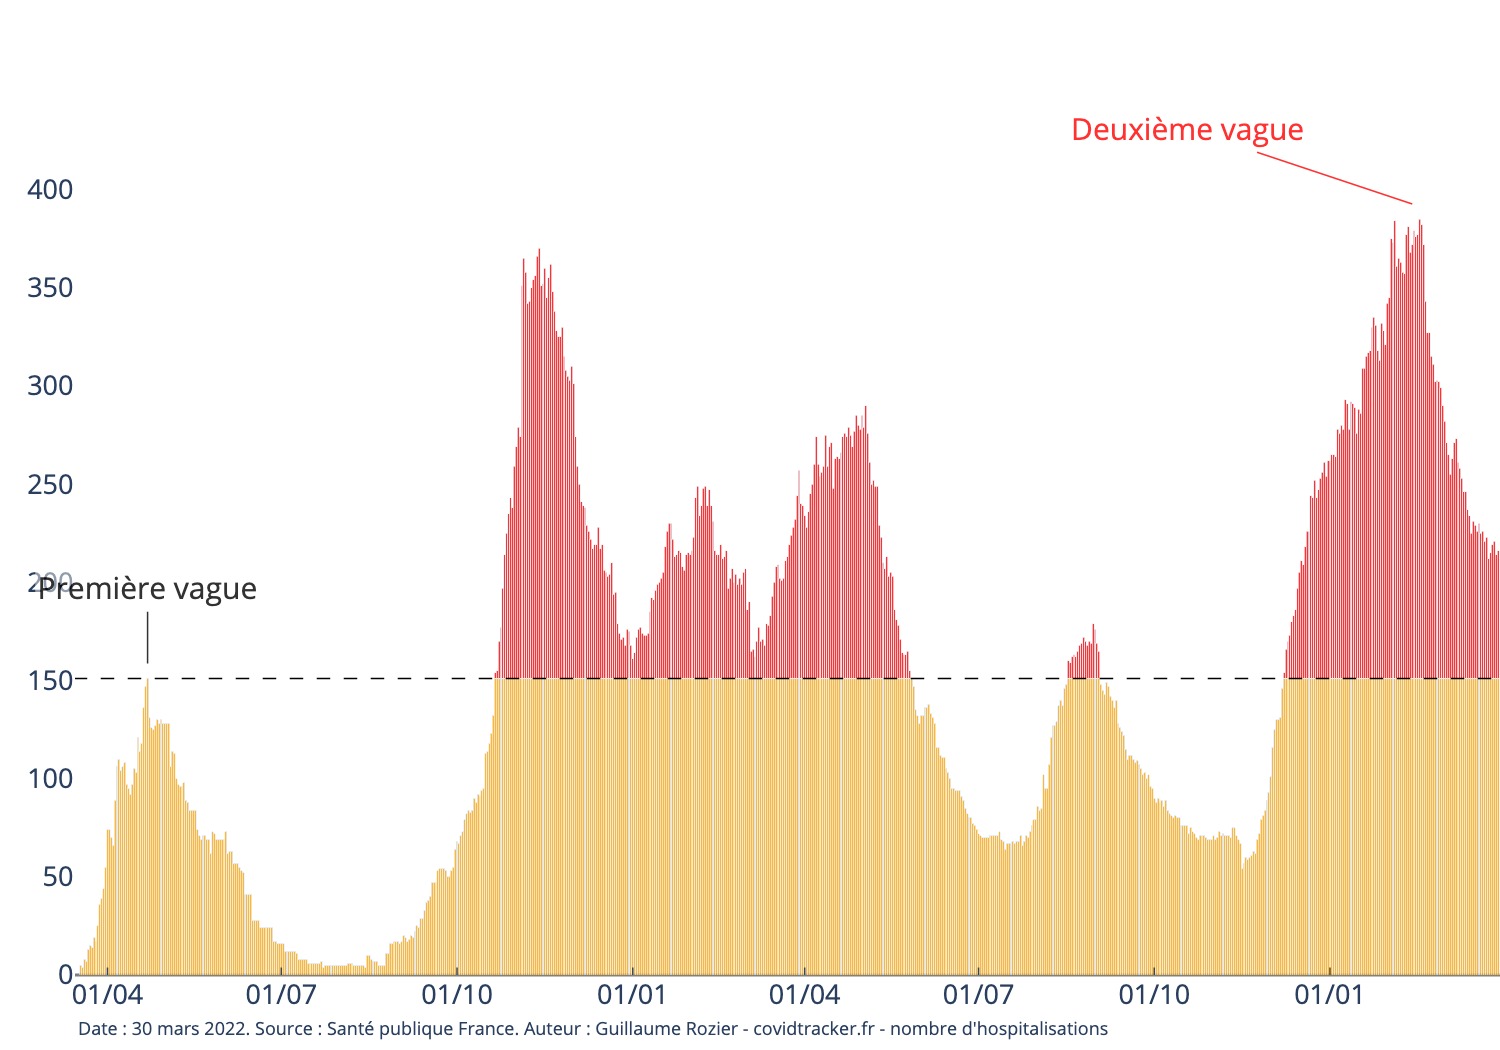 Deuxième vague
400
350
300
250
200
Première vague
150
100
50
0
01/04 01/07 01/10 01/01 01/04 01/07 01/10 01/01
Date : 30 mars 2022. Source : Santé publique France. Auteur : Guillaume Rozier - covidtracker.fr - nombre d'hospitalisations